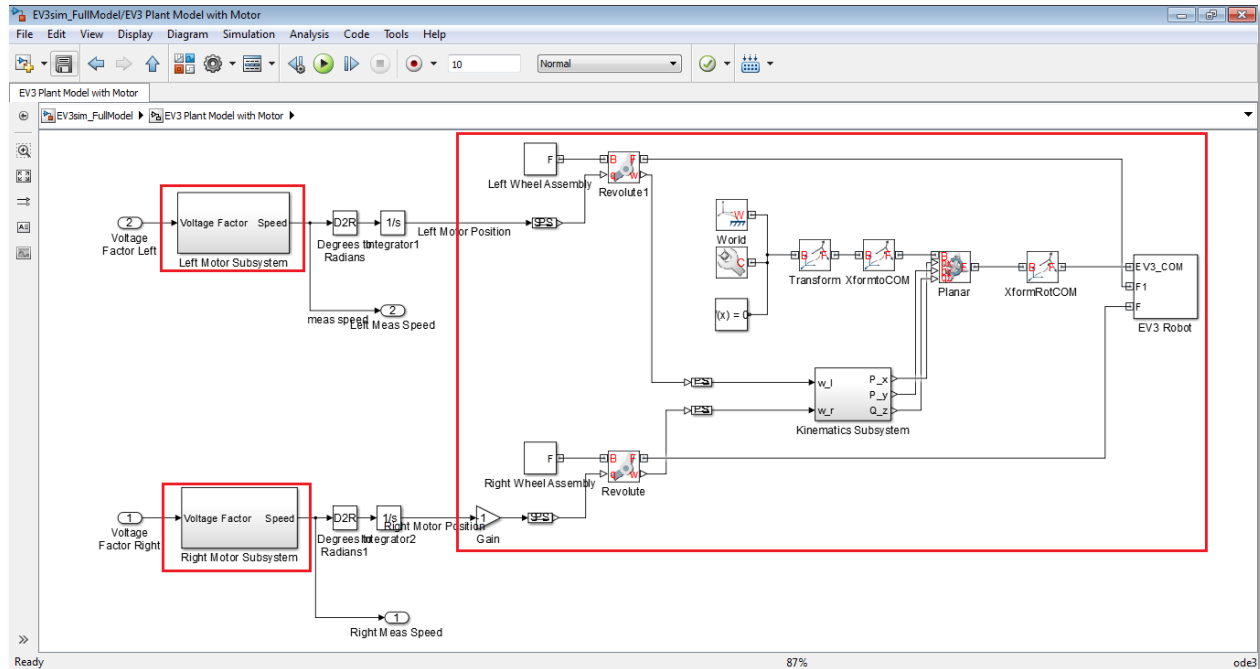 EV3sim_FullModel/EV3 Plant Model with Motor
File Edit View Display Diagram Simulation Analysis Code Tools Help
10
Normal
EV3 Plant Model with Motor
EV3sim_FullModel EV3 Plant Model with Motor
F
Left Wheel Assembly
B F
q w
Revolute1
2
Voltage
Factor Left
Voltage Factor Speed
Left Motor Subsystem
D2R
Degrees to
Radians
1/s
Integrator1
Left Motor Position
SPS
meas speed
2
Left Meas Speed
W
World
C
f(x) = 0
B F
Transform
B F
XformtoCOM
B
Planar
B F
XformRotCOM
EV3_COM
F1
F
EV3 Robot
PS
PS
w_l
w_r
P_x
P_y
Q_z
Kinematics Subsystem
F
Right Wheel Assembly
B F
q w
Revolute
1
Voltage
Factor Right
Voltage Factor Speed
Right Motor Subsystem
D2R
Degrees to
Radians1
1/s
Integrator2
Right Motor Position
-1
Gain
SPS
1
Right Meas Speed
Ready
87%
ode3